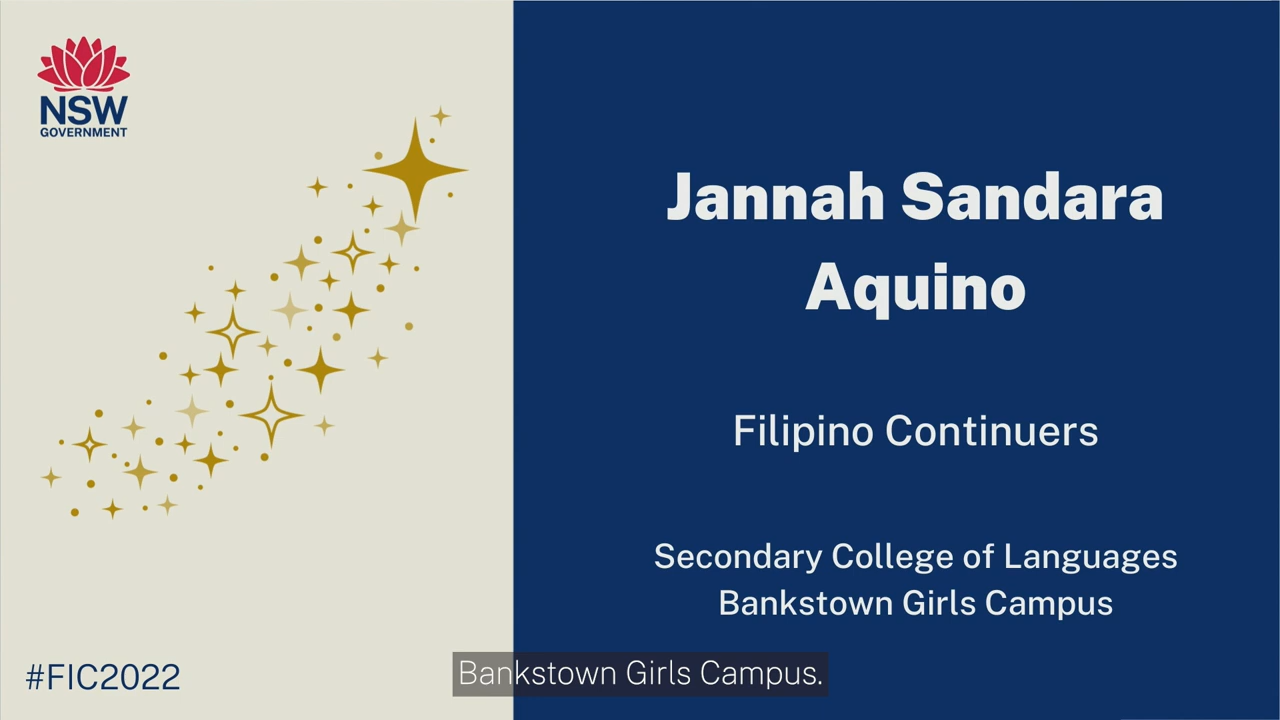 NSW
GOVERNMENT
Jannah Sandara
Aquino
Filipino Continuers
Secondary College of Languages
Bankstown Girls Campus
#FIC2022
Bankstown Girls Campus.